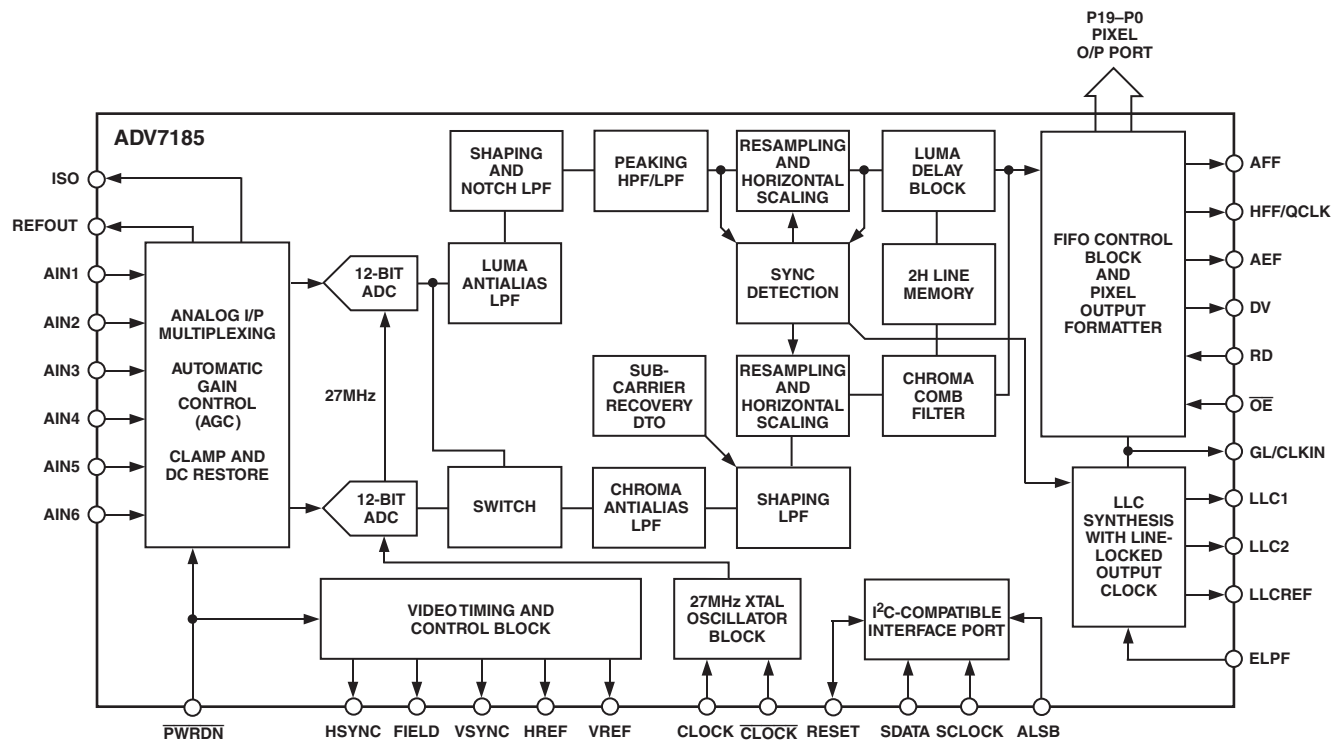 P19–P0
PIXEL
O/P PORT
ADV7185
ISO
REFOUT
AIN1
AIN2
AIN3
AIN4
AIN5
AIN6
ANALOG I/P
MULTIPLEXING
AUTOMATIC
GAIN
CONTROL
(AGC)
CLAMP AND
DC RESTORE
12-BIT
ADC
27MHz
12-BIT
ADC
SHAPING
AND
NOTCH LPF
LUMA
ANTIALIAS
LPF
SWITCH
PEAKING
HPF/LPF
SUB-
CARRIER
RECOVERY
DTO
CHROMA
ANTIALIAS
LPF
RESAMPLING
AND
HORIZONTAL
SCALING
SYNC
DETECTION
RESAMPLING
AND
HORIZONTAL
SCALING
SHAPING
LPF
LUMA
DELAY
BLOCK
2H LINE
MEMORY
CHROMA
COMB
FILTER
FIFO CONTROL
BLOCK
AND
PIXEL
OUTPUT
FORMATTER
LLC
SYNTHESIS
WITH LINE-
LOCKED
OUTPUT
CLOCK
AFF
HFF/QCLK
AEF
DV
RD
OE
GL/CLKIN
LLC1
LLC2
LLCREF
ELPF
VIDEO TIMING AND
CONTROL BLOCK
27MHz XTAL
OSCILLATOR
BLOCK
I²C-COMPATIBLE
INTERFACE PORT
PWRDN
HSYNC
FIELD
VSYNC
HREF
VREF
CLOCK
CLOCK
RESET
SDATA
SCLOCK
ALSB